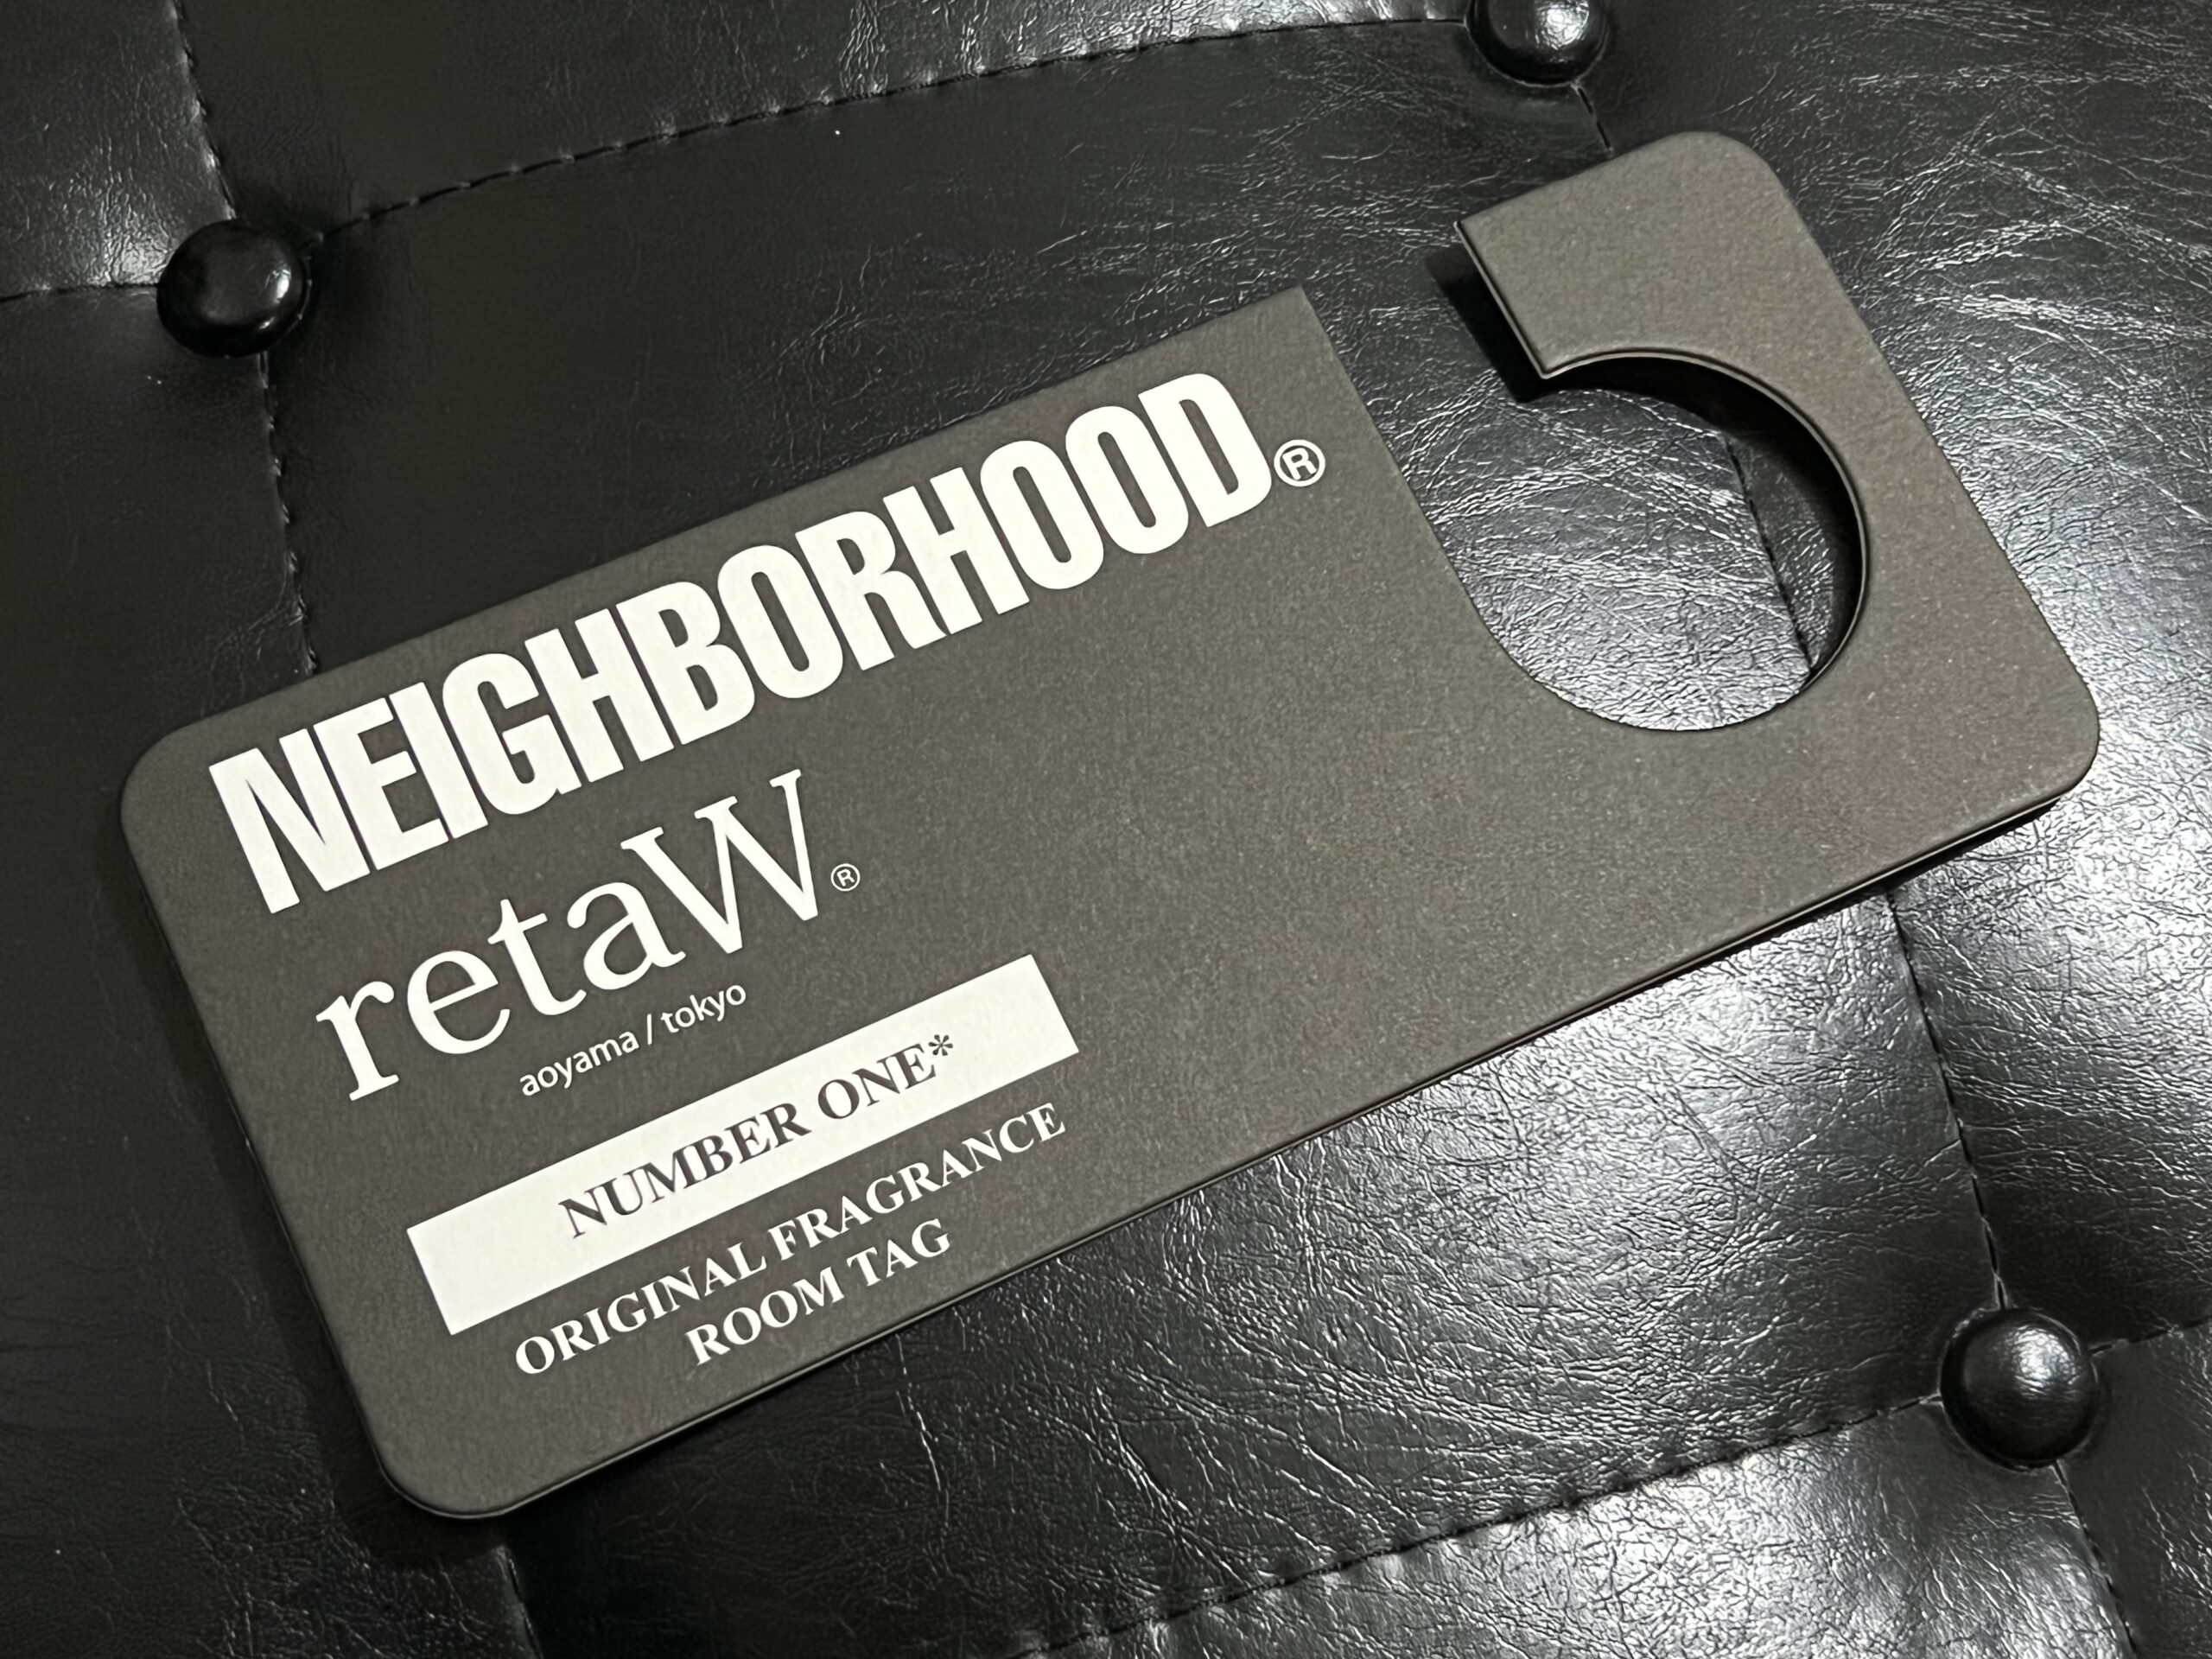 NEIGHBORHOOD®
retaW®
aoyama / tokyo
NUMBER ONE*
ORIGINAL FRAGRANCE
ROOM TAG